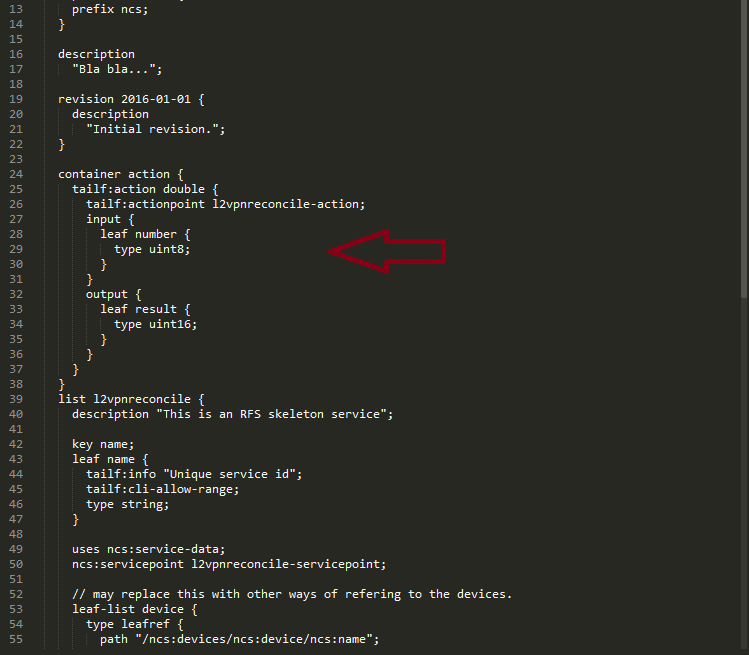 13 prefix ncs;
14 }
15
16 description
17 "Bla bla...";
18
19 revision 2016-01-01 {
20 description
21 "Initial revision.";
22 }
23
24 container action {
25 tailf:action double {
26 tailf:actionpoint l2vpnreconcile-action;
27 input {
28 leaf number {
29 type uint8;
30 }
31 }
32 output {
33 leaf result {
34 type uint16;
35 }
36 }
37 }
38 }
39 list l2vpnreconcile {
40 description "This is an RFS skeleton service";
41
42 key name;
43 leaf name {
44 tailf:info "Unique service id";
45 tailf:cli-allow-range;
46 type string;
47 }
48
49 uses ncs:service-data;
50 ncs:servicepoint l2vpnreconcile-servicepoint;
51
52 // may replace this with other ways of refering to the devices.
53 leaf-list device {
54 type leafref {
55 path "/ncs:devices/ncs:device/ncs:name";